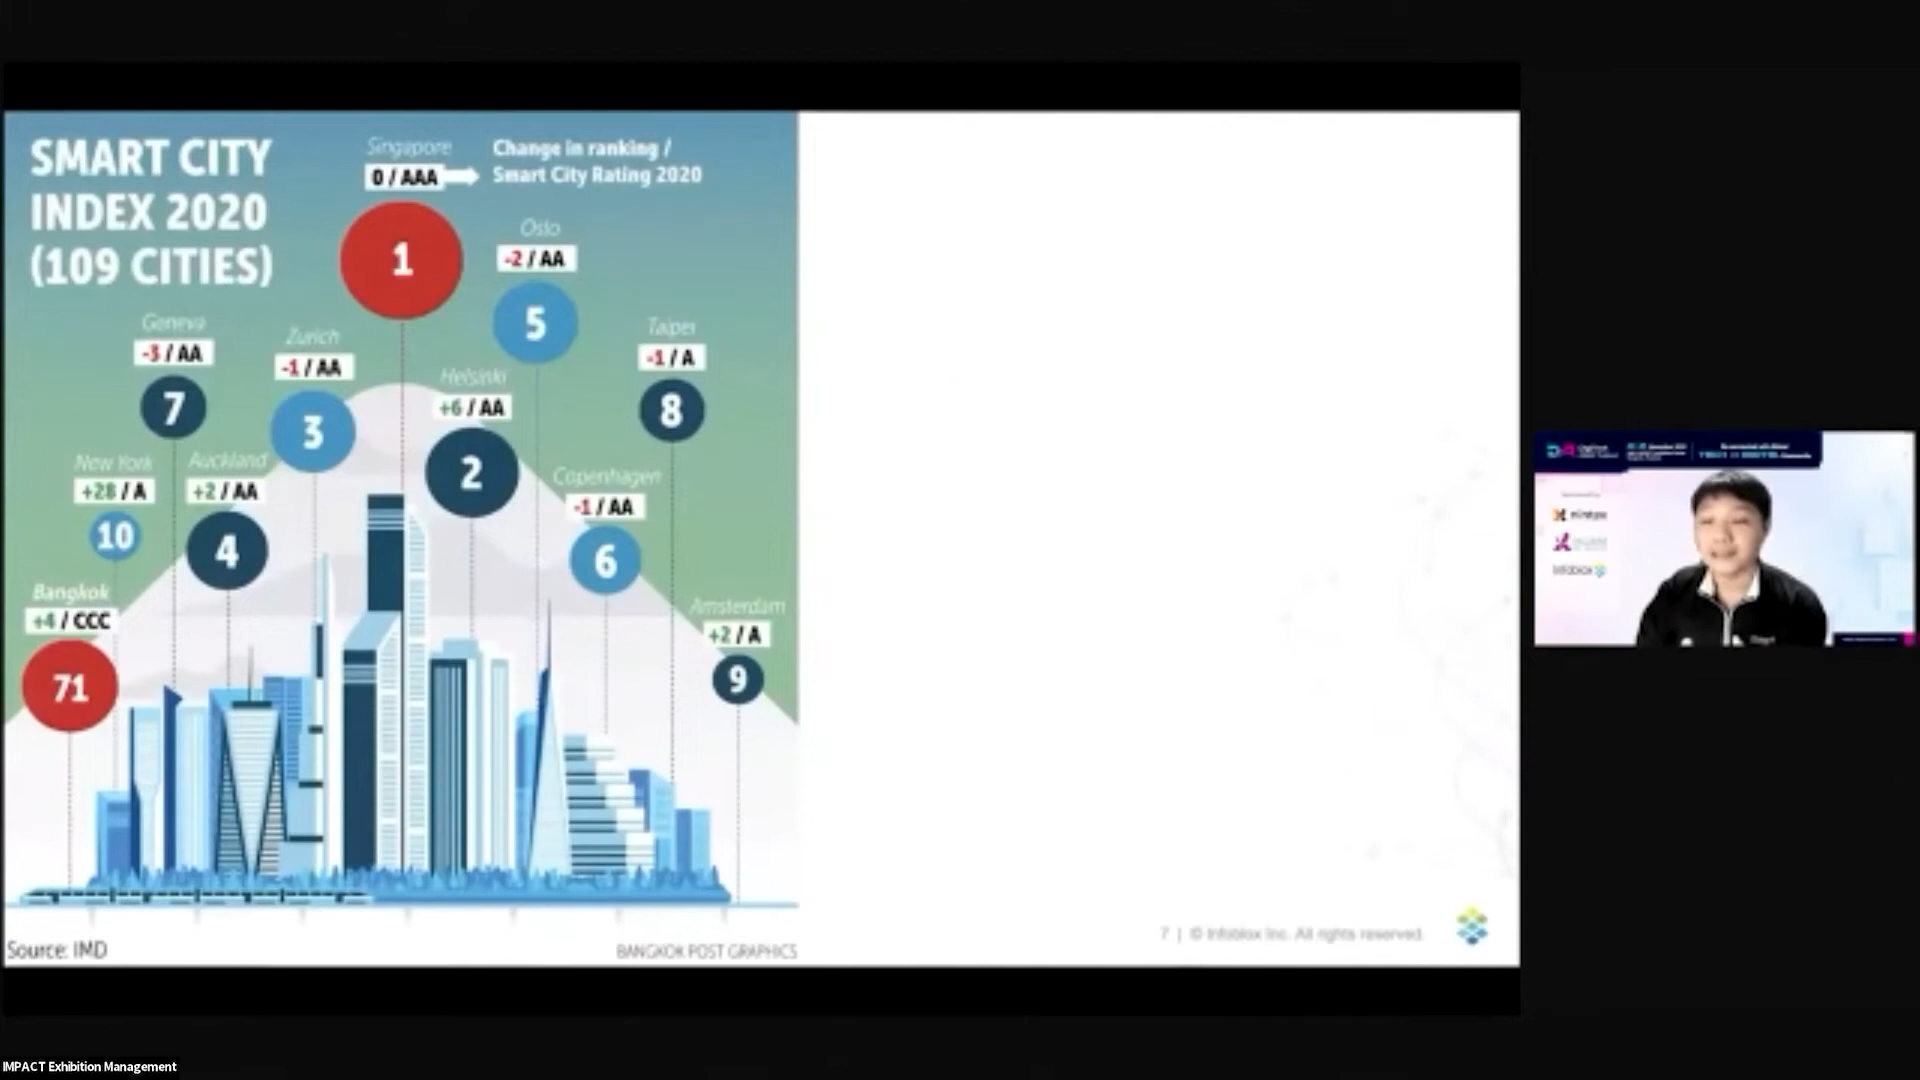 SMART CITY
INDEX 2020
(109 CITIES)
Singapore
0 / AAA
Change in ranking /
Smart City Rating 2020
1
Oslo
-2 / AA
5
Geneva
-3 / AA
7
Zurich
-1 / AA
3
Helsinki
+6 / AA
2
Taipei
-1 / A
8
New York
+28 / A
10
Auckland
+2 / AA
4
Copenhagen
-1 / AA
6
Bangkok
+4 / CCC
71
Amsterdam
+2 / A
9
Source: IMD
BANGKOK POST GRAPHICS
7 | © Infoblox Inc. All rights reserved.
nintex
infoblox
IMPACT Exhibition Management